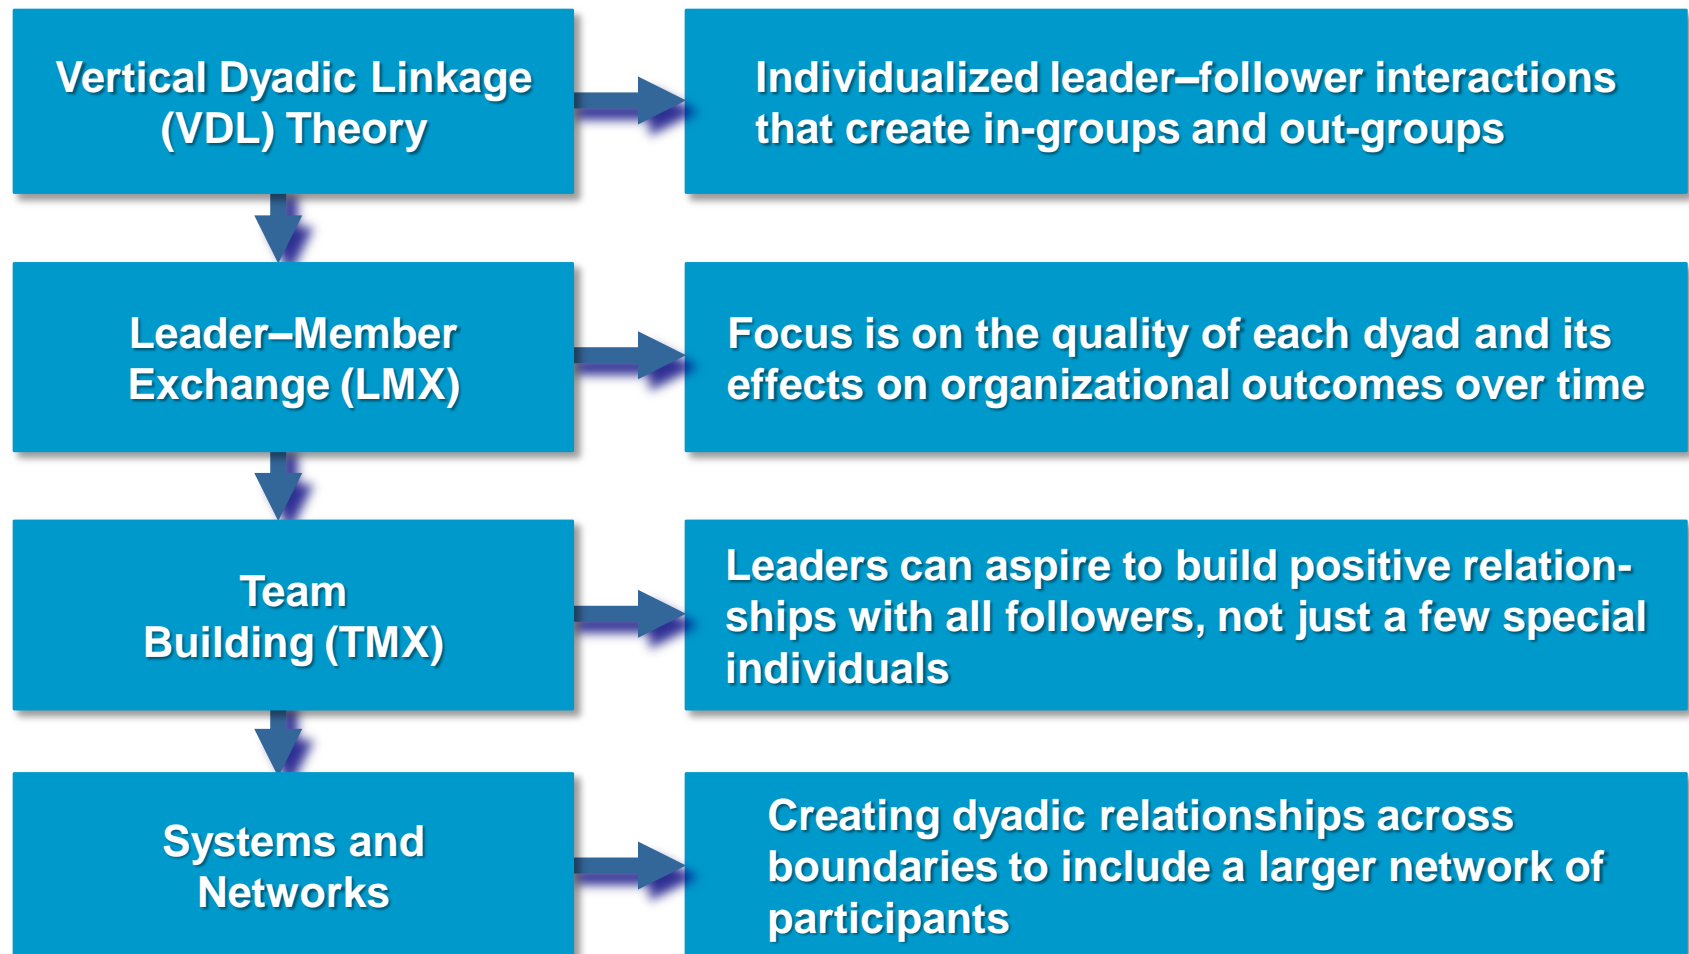 Vertical Dyadic Linkage
(VDL) Theory
Individualized leader–follower interactions
that create in-groups and out-groups
Leader–Member
Exchange (LMX)
Focus is on the quality of each dyad and its
effects on organizational outcomes over time
Team
Building (TMX)
Leaders can aspire to build positive relation-
ships with all followers, not just a few special
individuals
Systems and
Networks
Creating dyadic relationships across
boundaries to include a larger network of
participants